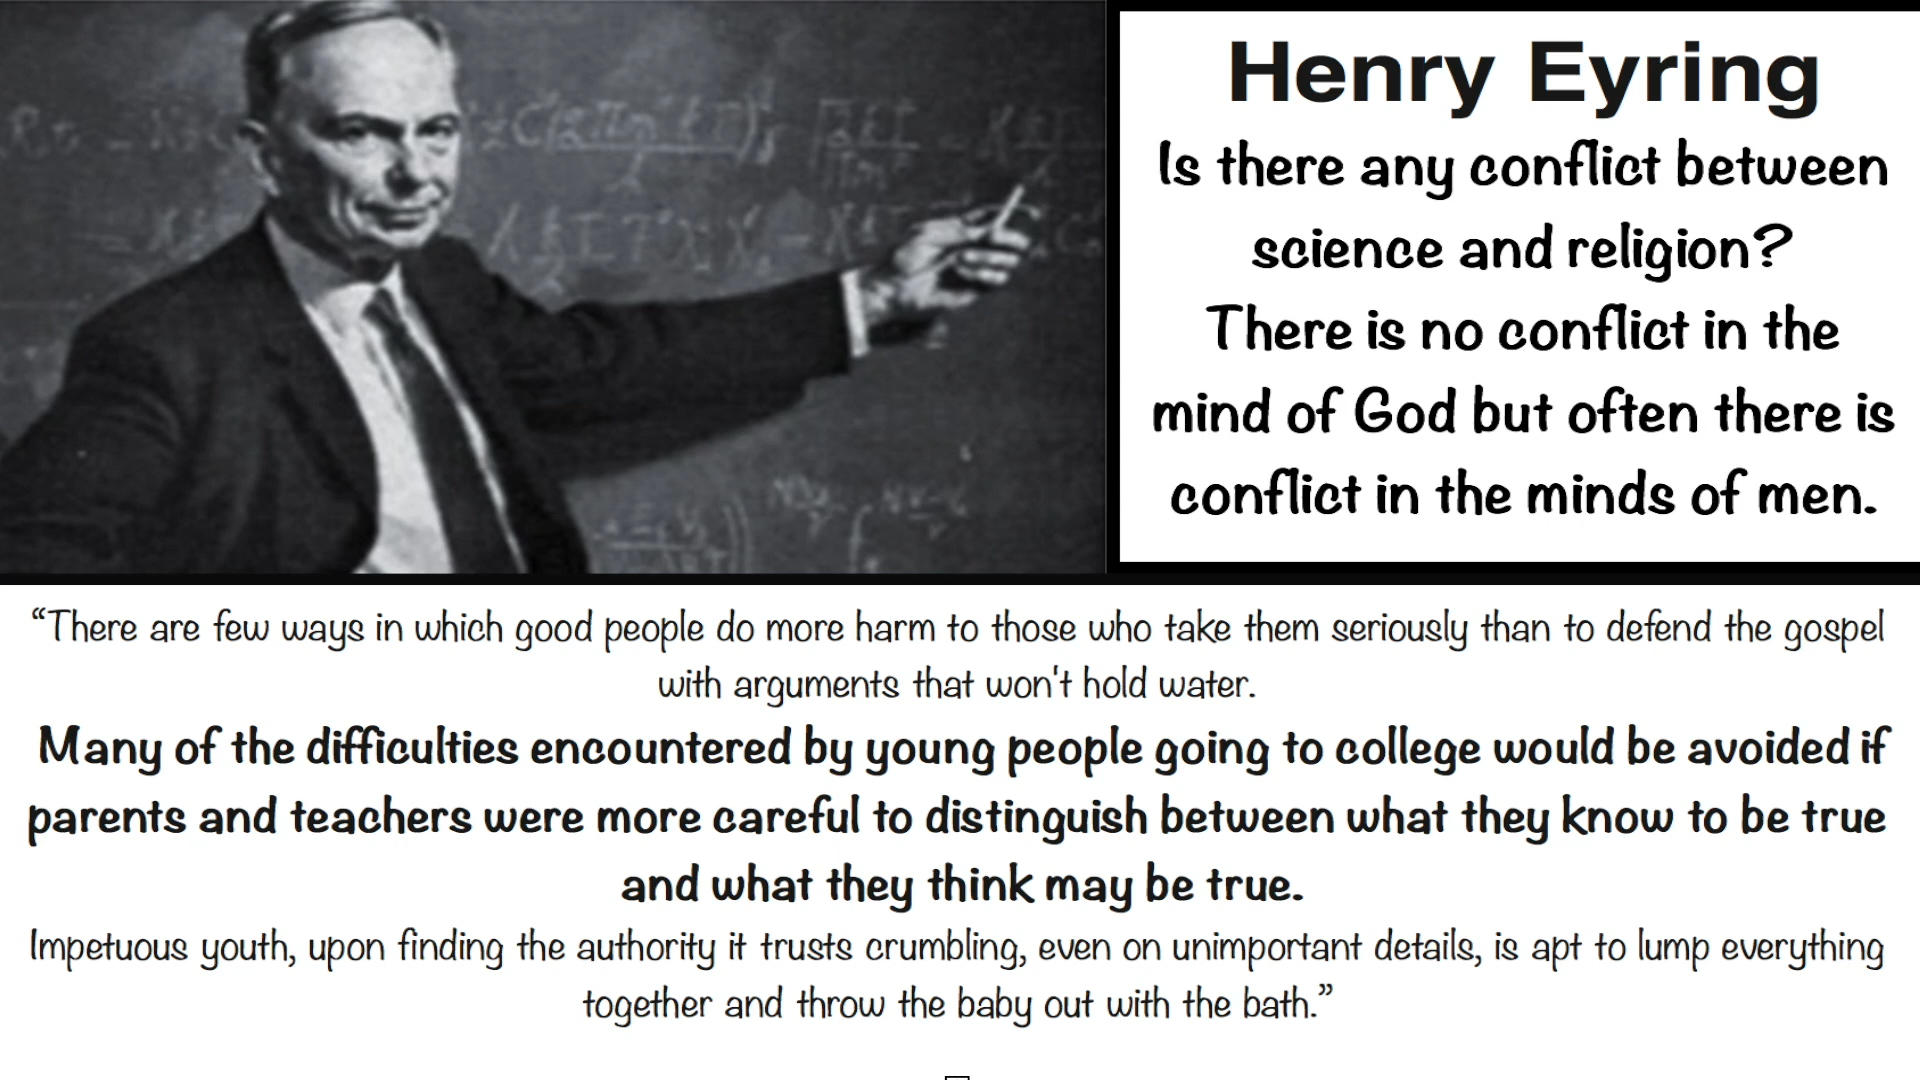 Henry Eyring
Is there any conflict between
science and religion?
There is no conflict in the
mind of God but often there is
conflict in the minds of men.
“There are few ways in which good people do more harm to those who take them seriously than to defend the gospel
with arguments that won't hold water.
Many of the difficulties encountered by young people going to college would be avoided if
parents and teachers were more careful to distinguish between what they know to be true
and what they think may be true.
Impetuous youth, upon finding the authority it trusts crumbling, even on unimportant details, is apt to lump everything
together and throw the baby out with the bath.”